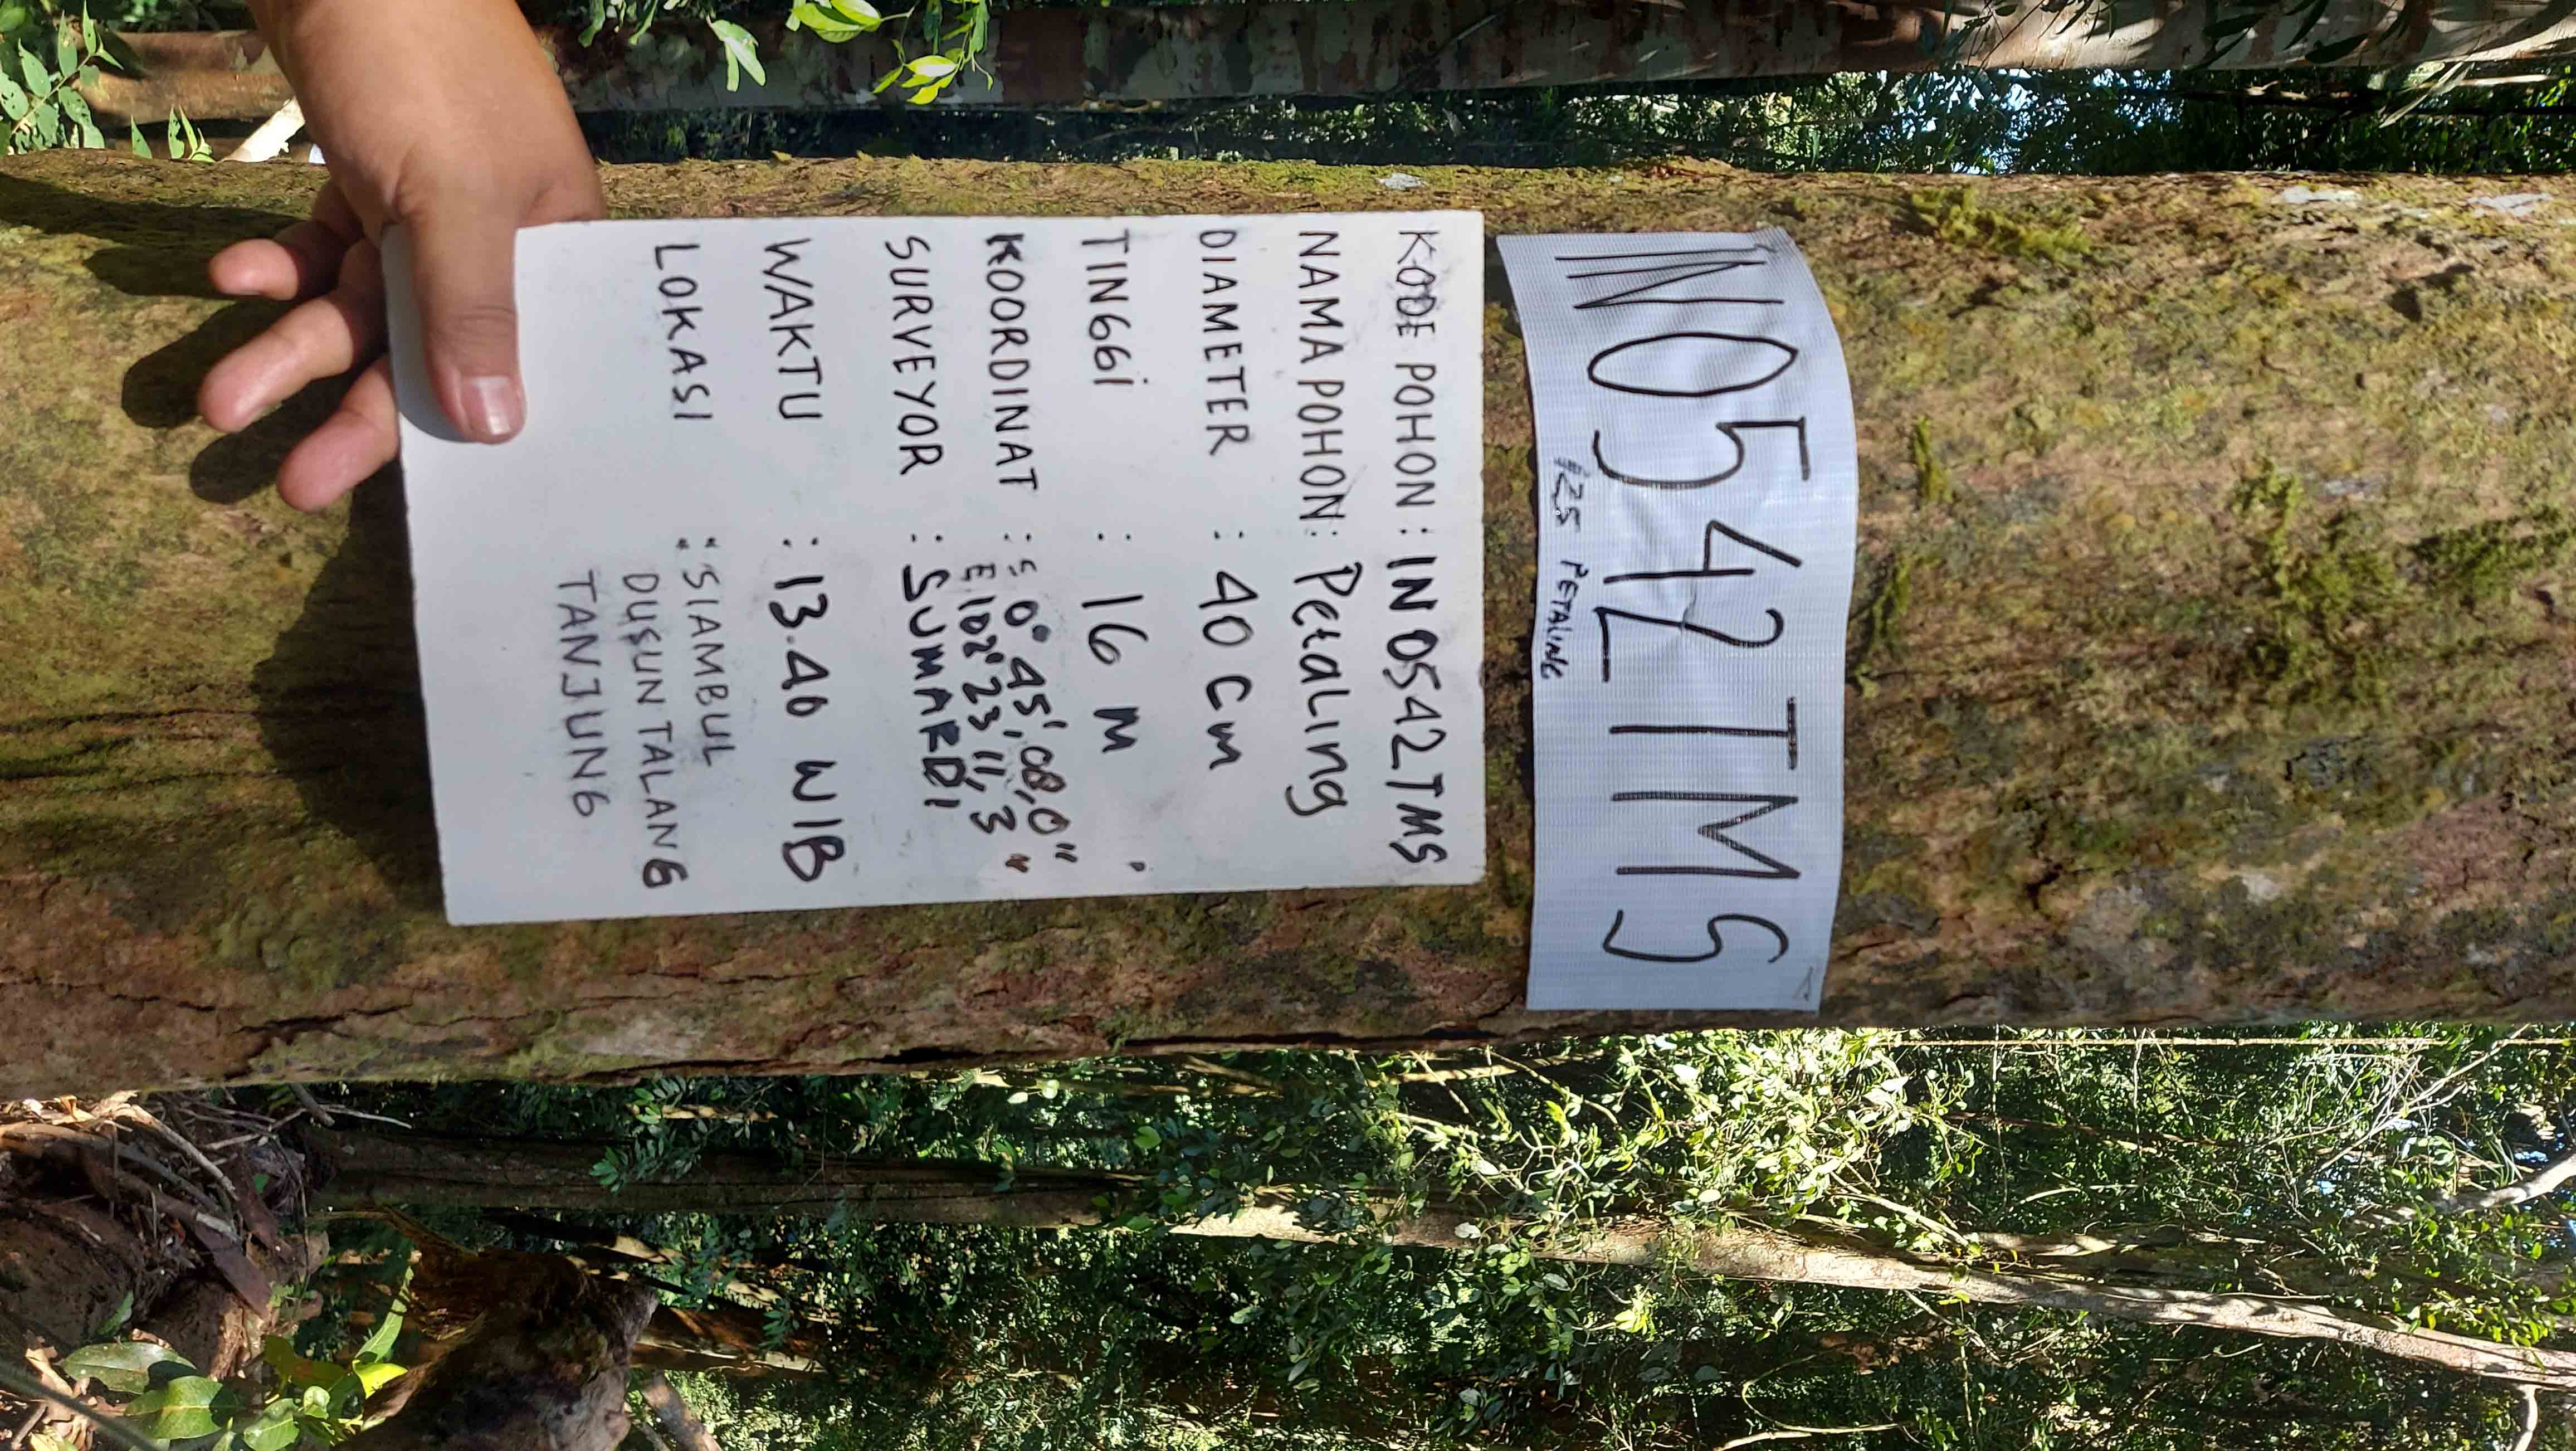 IN0542TMS
125 PETALING
KODE POHON : IN0542TMS
NAMA POHON : Petaling
DIAMETER : 40 cm
TINGGi : 16 m
KOORDINAT : S 0° 45', 08,0"
E 102° 23' 11,3"
SURVEYOR : SUMARDI
WAKTU : 13.40 WIB
LOKASI : SIAMBUL
DUSUN TALANG
TANJUNG